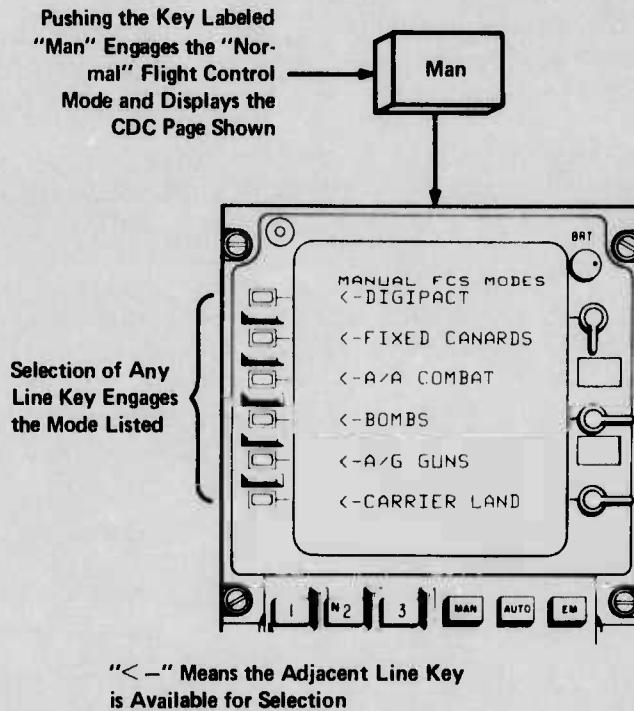 Pushing the Key Labeled
"Man" Engages the "Nor-
mal" Flight Control
Mode and Displays the
CDC Page Shown
Man
BRT
MANUAL FCS MODES
<-DIGIPACT
<-FIXED CANARDS
<-A/A COMBAT
<-BOMBS
<-A/G GUNS
<-CARRIER LAND
Selection of Any
Line Key Engages
the Mode Listed
1 N2 3 MAN AUTO EM
"< –" Means the Adjacent Line Key
is Available for Selection